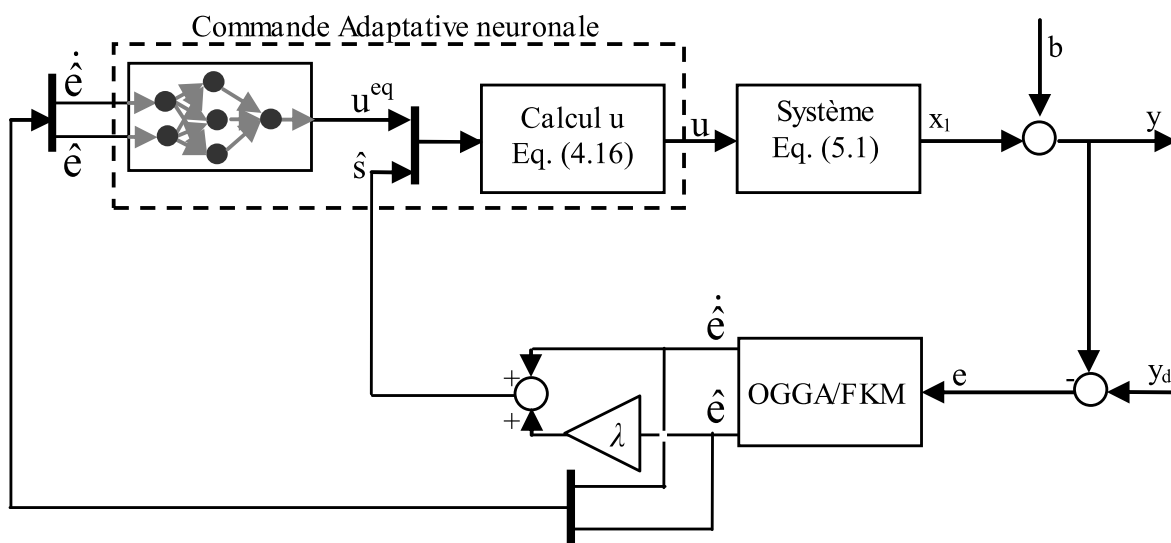 Commande Adaptative neuronale
b
ė̂
ê
u^eq
ŝ
Calcul u
Eq. (4.16)
u
Système
Eq. (5.1)
x₁
y
ė̂
ê
OGGA/FKM
e
-
y_d
+
+
λ